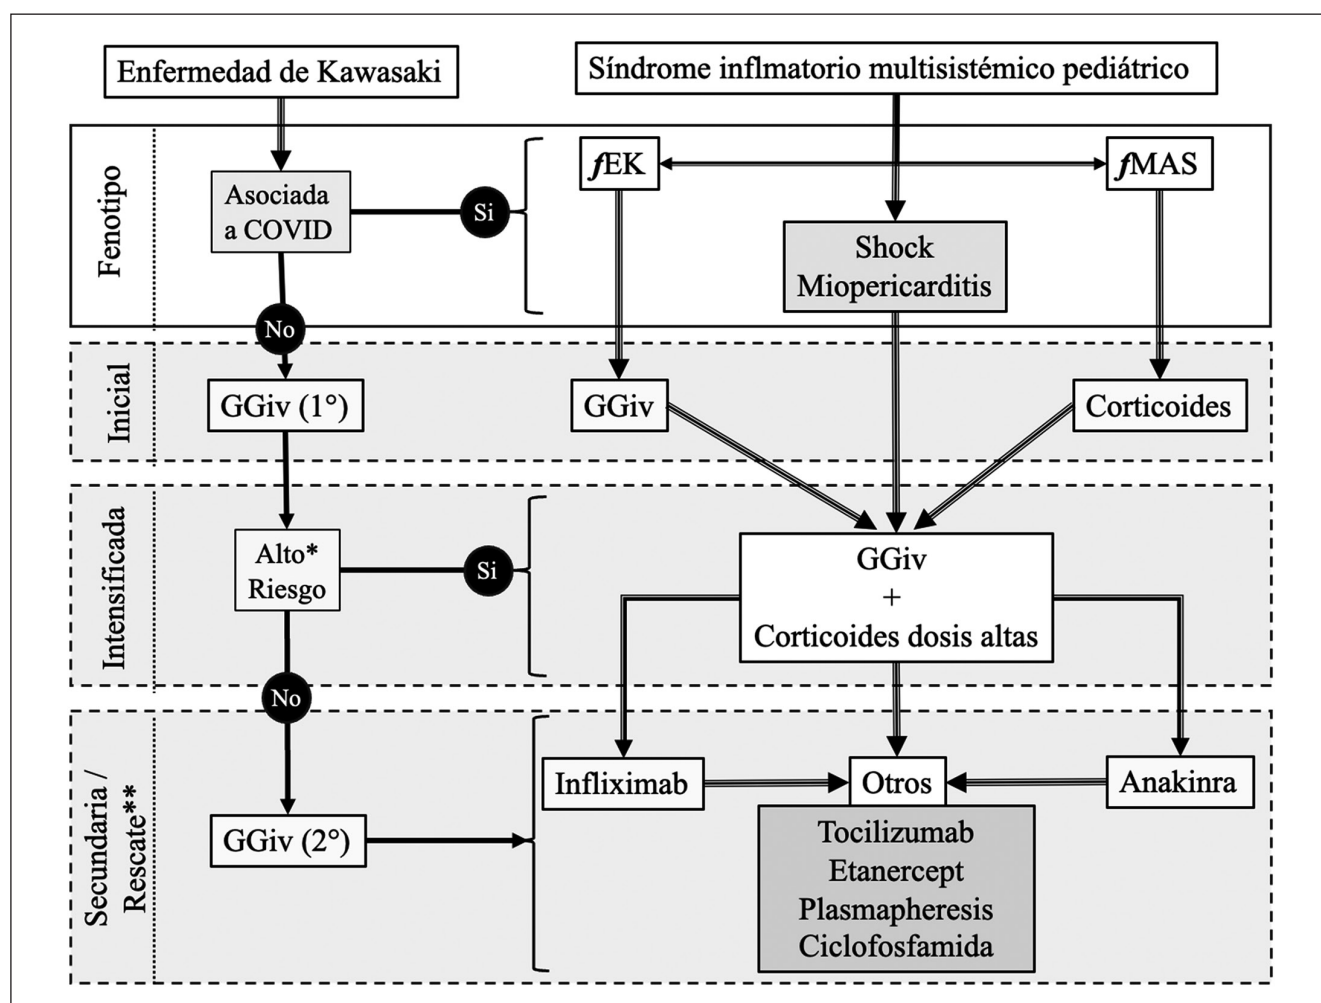 Enfermedad de Kawasaki
Síndrome inflmatorio multisistémico pediátrico
Fenotipo
Asociada
a COVID
Si
fEK
fMAS
Shock
Miopericarditis
No
Inicial
GGiv (1°)
GGiv
Corticoides
Intensificada
Alto*
Riesgo
Si
GGiv
+
Corticoides dosis altas
No
Secundaria /
Rescate**
GGiv (2°)
Infliximab
Otros
Anakinra
Tocilizumab
Etanercept
Plasmapheresis
Ciclofosfamida